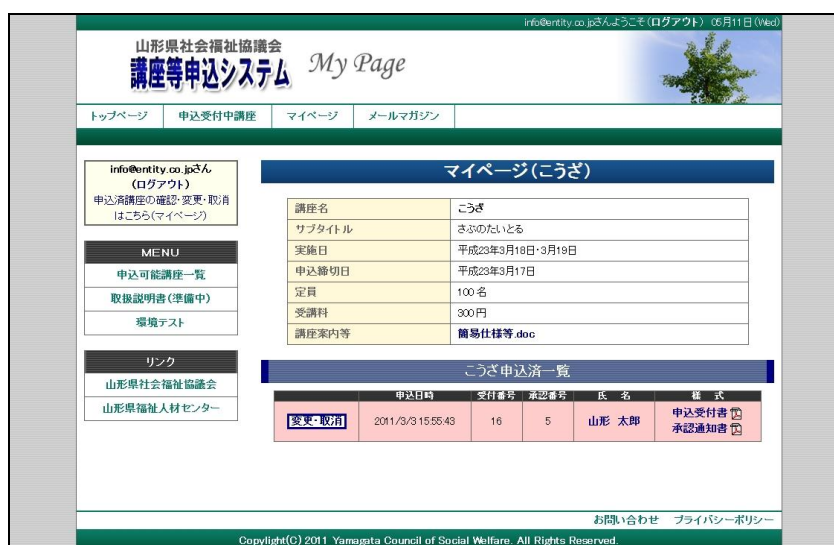 info@entity.co.jpさんようこそ(ログアウト) 05月11日(Wed)
山形県社会福祉協議会
講座等申込システム My Page
トップページ 申込受付中講座 マイページ メールマガジン
info@entity.co.jpさん
(ログアウト)
申込済講座の確認・変更・取消
はこちら(マイページ)
MENU
申込可能講座一覧
取扱説明書(準備中)
環境テスト
リンク
山形県社会福祉協議会
山形県福祉人材センター
マイページ(こうざ)
講座名 こうざ
サブタイトル さぶのたいとる
実施日 平成23年3月18日・3月19日
申込締切日 平成23年3月17日
定員 100名
受講料 300円
講座案内等 簡易仕様等.doc
こうざ申込済一覧
申込日時 受付番号 承認番号 氏 名 様 式
変更・取消 2011/3/3 15:55:43 16 5 山形 太郎 申込受付書
承認通知書
お問い合わせ プライバシーポリシー
Copylight(C) 2011 Yamagata Council of Social Welfare. All Rights Reserved.